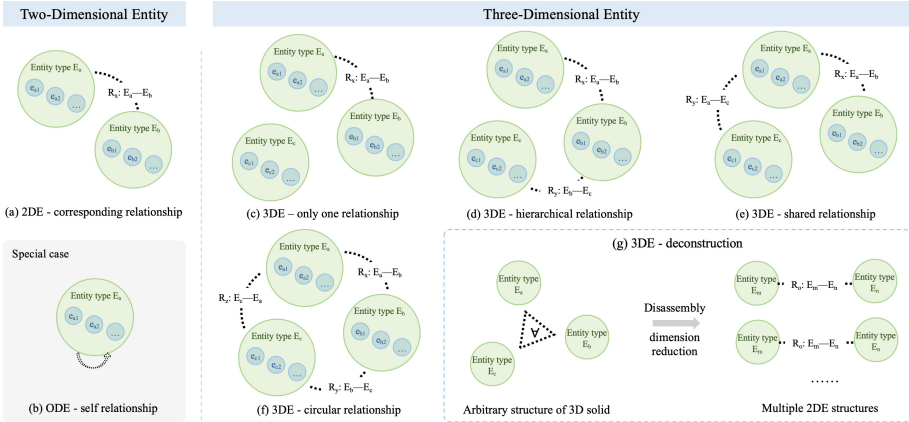 Two-Dimensional Entity
Three-Dimensional Entity
Entity type Ea
ea1
ea2
…
Rx: Ea—Eb
Entity type Eb
eb1
eb2
…
(a) 2DE - corresponding relationship
Entity type Ea
ea1
ea2
…
Rx: Ea—Eb
Entity type Eb
eb1
eb2
…
Entity type Ec
ec1
ec2
…
(c) 3DE – only one relationship
Entity type Ea
ea1
ea2
…
Rx: Ea—Eb
Entity type Eb
eb1
eb2
…
Entity type Ec
ec1
ec2
…
Ry: Eb—Ec
(d) 3DE - hierarchical relationship
Entity type Ea
ea1
ea2
…
Rx: Ea—Eb
Ry: Ea—Ec
Entity type Eb
eb1
eb2
…
Entity type Ec
ec1
ec2
…
(e) 3DE - shared relationship
Special case
Entity type Ea
ea1
ea2
…
(b) ODE - self relationship
Entity type Ea
ea1
ea2
…
Rx: Ea—Eb
Rz: Ec—Ea
Entity type Eb
eb1
eb2
…
Entity type Ec
ec1
ec2
…
Ry: Eb—Ec
(f) 3DE - circular relationship
(g) 3DE - deconstruction
Entity type
Ea
∀
Entity type
Eb
Entity type
Ec
Arbitrary structure of 3D solid
Disassembly
dimension
reduction
Entity type
Em
Ro: Em—En
Entity type
En
Entity type
Em
Ro: Em—En
Entity type
En
……
Multiple 2DE structures